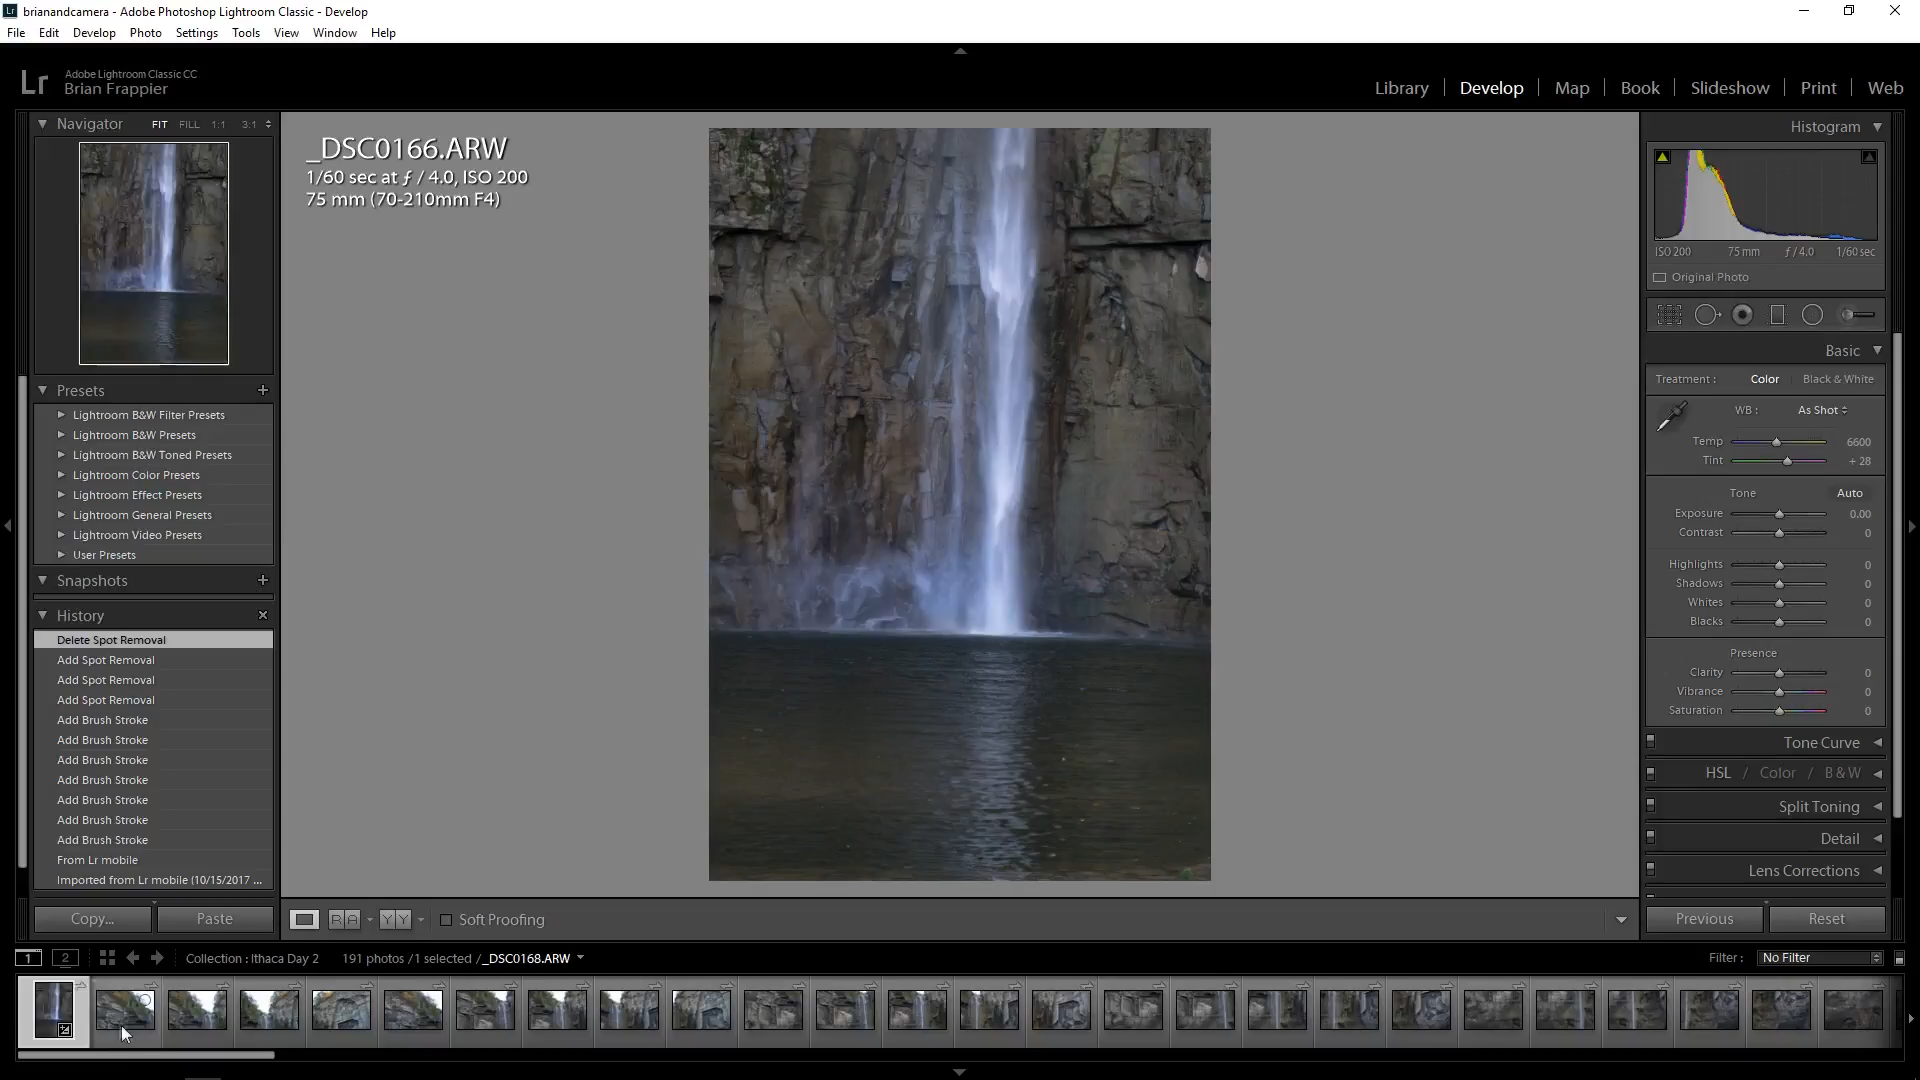 Lr brianandcamera - Adobe Photoshop Lightroom Classic - Develop
File Edit Develop Photo Settings Tools View Window Help
Lr Adobe Lightroom Classic CC
Brian Frappier
Library Develop Map Book Slideshow Print Web
Navigator FIT FILL 1:1 3:1
_DSC0166.ARW
1/60 sec at ƒ / 4.0, ISO 200
75 mm (70-210mm F4)
Histogram
ISO 200 75 mm ƒ / 4.0 1/60 sec
Original Photo
Basic
Treatment : Color Black & White
WB : As Shot
Temp 6600
Tint + 28
Tone Auto
Exposure 0.00
Contrast 0
Highlights 0
Shadows 0
Whites 0
Blacks 0
Presence
Clarity 0
Vibrance 0
Saturation 0
Tone Curve
HSL / Color / B & W
Split Toning
Detail
Lens Corrections
Previous Reset
Presets
Lightroom B&W Filter Presets
Lightroom B&W Presets
Lightroom B&W Toned Presets
Lightroom Color Presets
Lightroom Effect Presets
Lightroom General Presets
Lightroom Video Presets
User Presets
Snapshots
History
Delete Spot Removal
Add Spot Removal
Add Spot Removal
Add Spot Removal
Add Brush Stroke
Add Brush Stroke
Add Brush Stroke
Add Brush Stroke
Add Brush Stroke
Add Brush Stroke
Add Brush Stroke
From Lr mobile
Imported from Lr mobile (10/15/2017 ...
Copy... Paste
R A Y Y Soft Proofing
1 2 Collection : Ithaca Day 2 191 photos / 1 selected / _DSC0168.ARW
Filter : No Filter